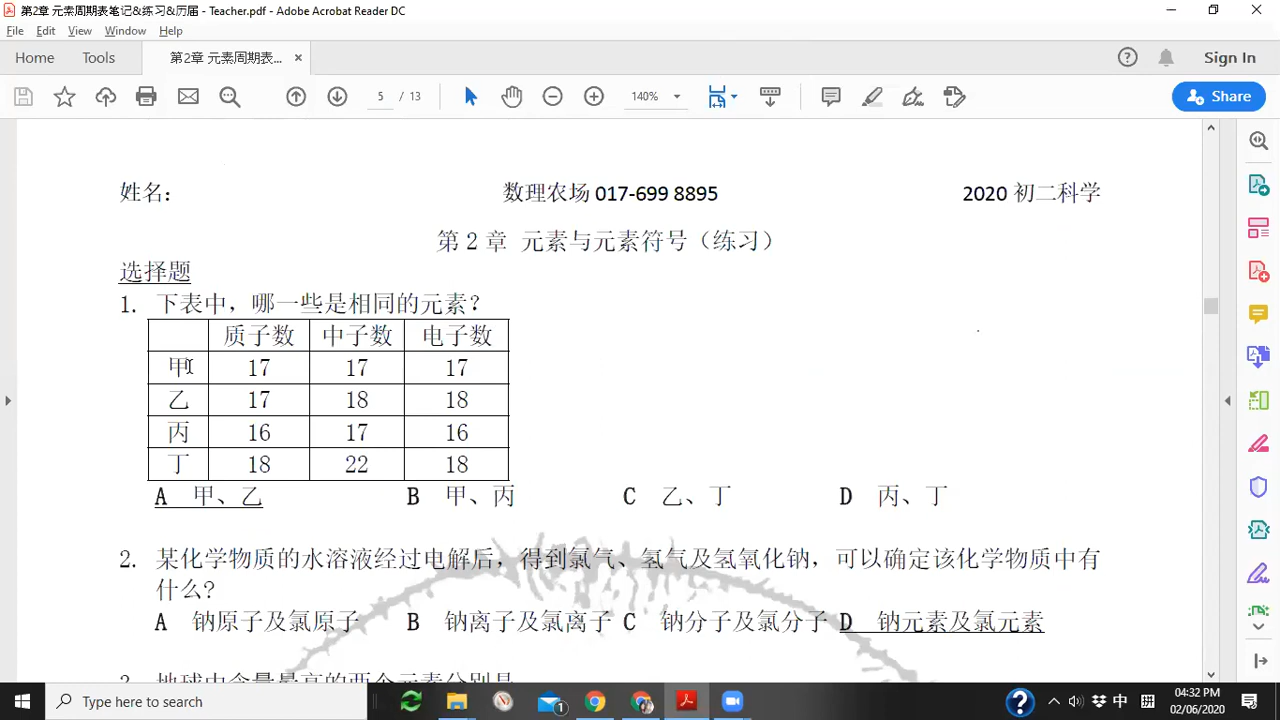 第2章 元素周期表笔记&练习&历届 - Teacher.pdf - Adobe Acrobat Reader DC
File Edit View Window Help
Home Tools 第2章 元素周期表... × Sign In
5 / 13 140% Share
姓名: 数理农场 017-699 8895 2020 初二科学
第 2 章 元素与元素符号（练习）
选择题
1. 下表中，哪一些是相同的元素？
质子数 中子数 电子数
甲 17 17 17
乙 17 18 18
丙 16 17 16
丁 18 22 18
A 甲、乙 B 甲、丙 C 乙、丁 D 丙、丁
2. 某化学物质的水溶液经过电解后，得到氯气、氢气及氢氧化钠，可以确定该化学物质中有
什么?
A 钠原子及氯原子 B 钠离子及氯离子 C 钠分子及氯分子 D 钠元素及氯元素
Type here to search 1 中 拼 04:32 PM
02/06/2020